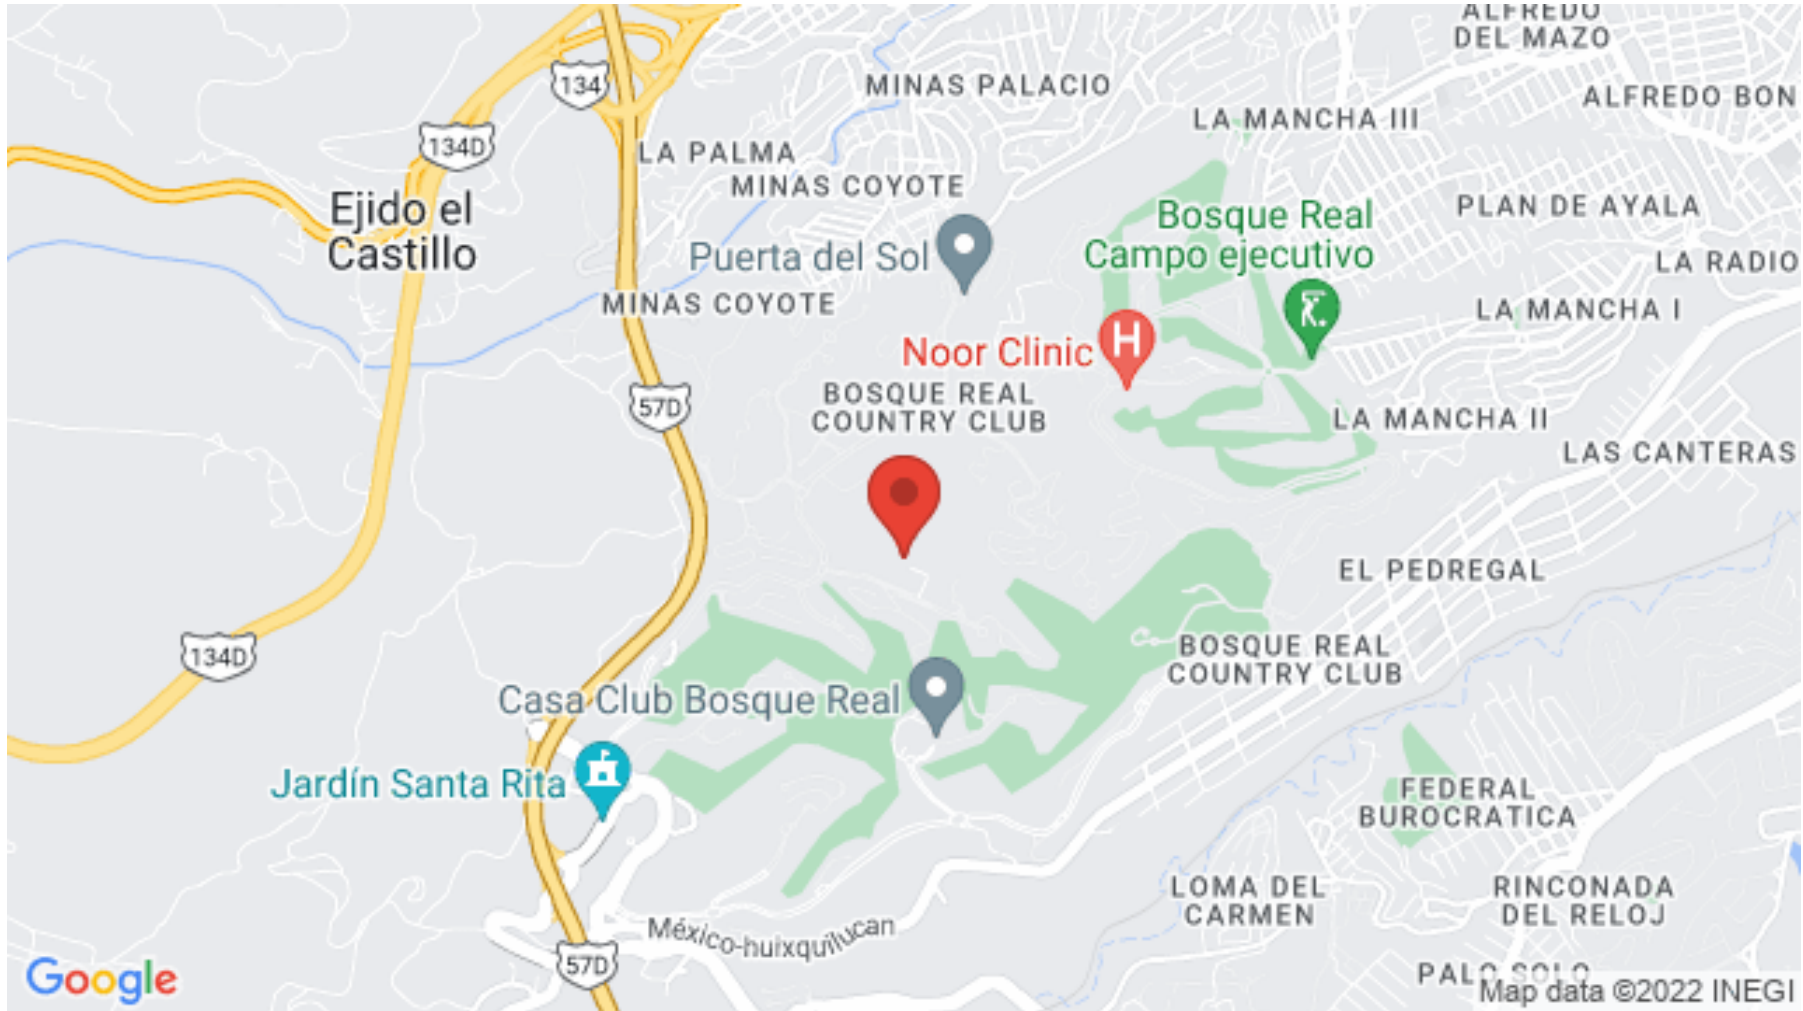 ALFREDO
DEL MAZO
134
MINAS PALACIO
ALFREDO BON
LA MANCHA III
134D
LA PALMA
MINAS COYOTE
Ejido el
Castillo
PLAN DE AYALA
Bosque Real
Campo ejecutivo
Puerta del Sol
LA RADIO
MINAS COYOTE
LA MANCHA I
H
Noor Clinic
BOSQUE REAL
COUNTRY CLUB
57D
LA MANCHA II
LAS CANTERAS
EL PEDREGAL
134D
BOSQUE REAL
COUNTRY CLUB
Casa Club Bosque Real
Jardín Santa Rita
FEDERAL
BUROCRATICA
LOMA DEL
CARMEN
RINCONADA
DEL RELOJ
México-huixquilucan
57D
PALO SOLO
Google
Map data ©2022 INEGI